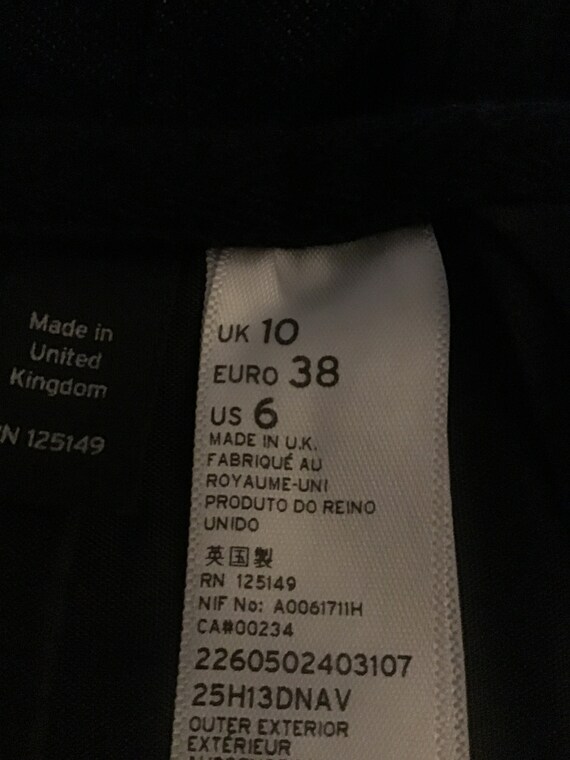 Made in
United
Kingdom
N 125149
UK 10
EURO 38
US 6
MADE IN U.K.
FABRIQUÉ AU
ROYAUME-UNI
PRODUTO DO REINO
UNIDO
英国製
RN 125149
NIF No: A0061711H
CA#00234
2260502403107
25H13DNAV
OUTER EXTERIOR
EXTÉRIEUR